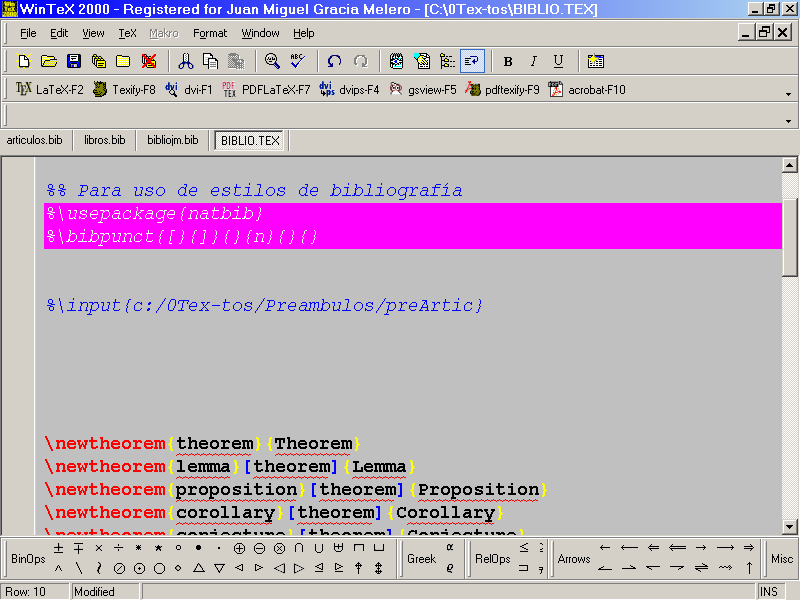 WinTeX 2000 - Registered for Juan Miguel Gracia Melero - [C:\0Tex-tos\BIBLIO.TEX]
File Edit View TeX Makro Format Window Help
B I U
LaTeX-F2 Texify-F8 dvi-F1 PDFLaTeX-F7 dvips-F4 gsview-F5 pdftexify-F9 acrobat-F10
articulos.bib libros.bib bibliojm.bib BIBLIO.TEX
%% Para uso de estilos de bibliografía
%\usepackage{natbib}
%\bibpunct{[}{]}{}{n}{}{}
%\input{c:/0Tex-tos/Preambulos/preArtic}
\newtheorem{theorem}{Theorem}
\newtheorem{lemma}[theorem]{Lemma}
\newtheorem{proposition}[theorem]{Proposition}
\newtheorem{corollary}[theorem]{Corollary}
\newtheorem{conjecture}[theorem]{Conjecture}
BinOps Greek RelOps Arrows Misc
Row: 10 Modified INS